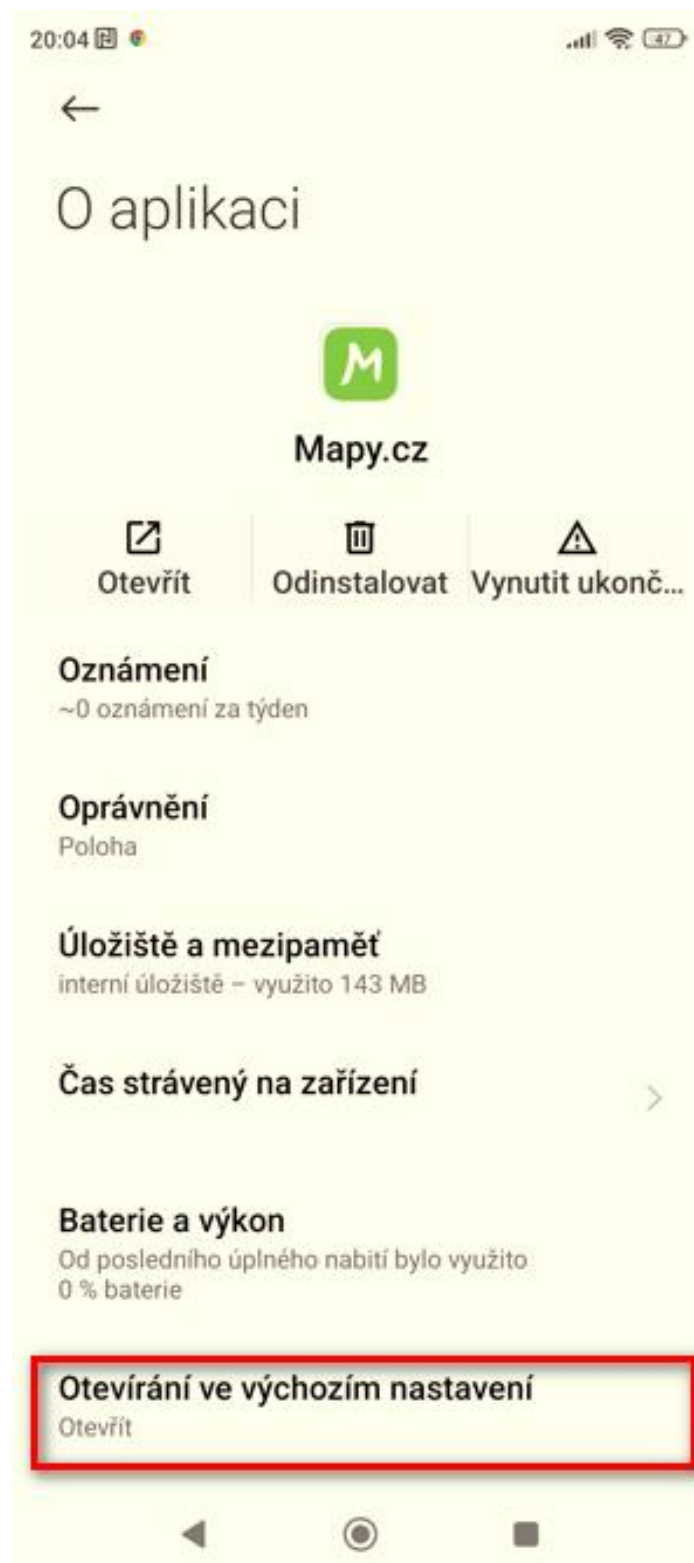 20:04
47
O aplikaci
M
Mapy.cz
Otevřít
Odinstalovat
Vynutit ukonč...
Oznámení
~0 oznámení za týden
Oprávnění
Poloha
Úložiště a mezipaměť
interní úložiště – využito 143 MB
Čas strávený na zařízení
Baterie a výkon
Od posledního úplného nabití bylo využito
0 % baterie
Otevírání ve výchozím nastavení
Otevřít